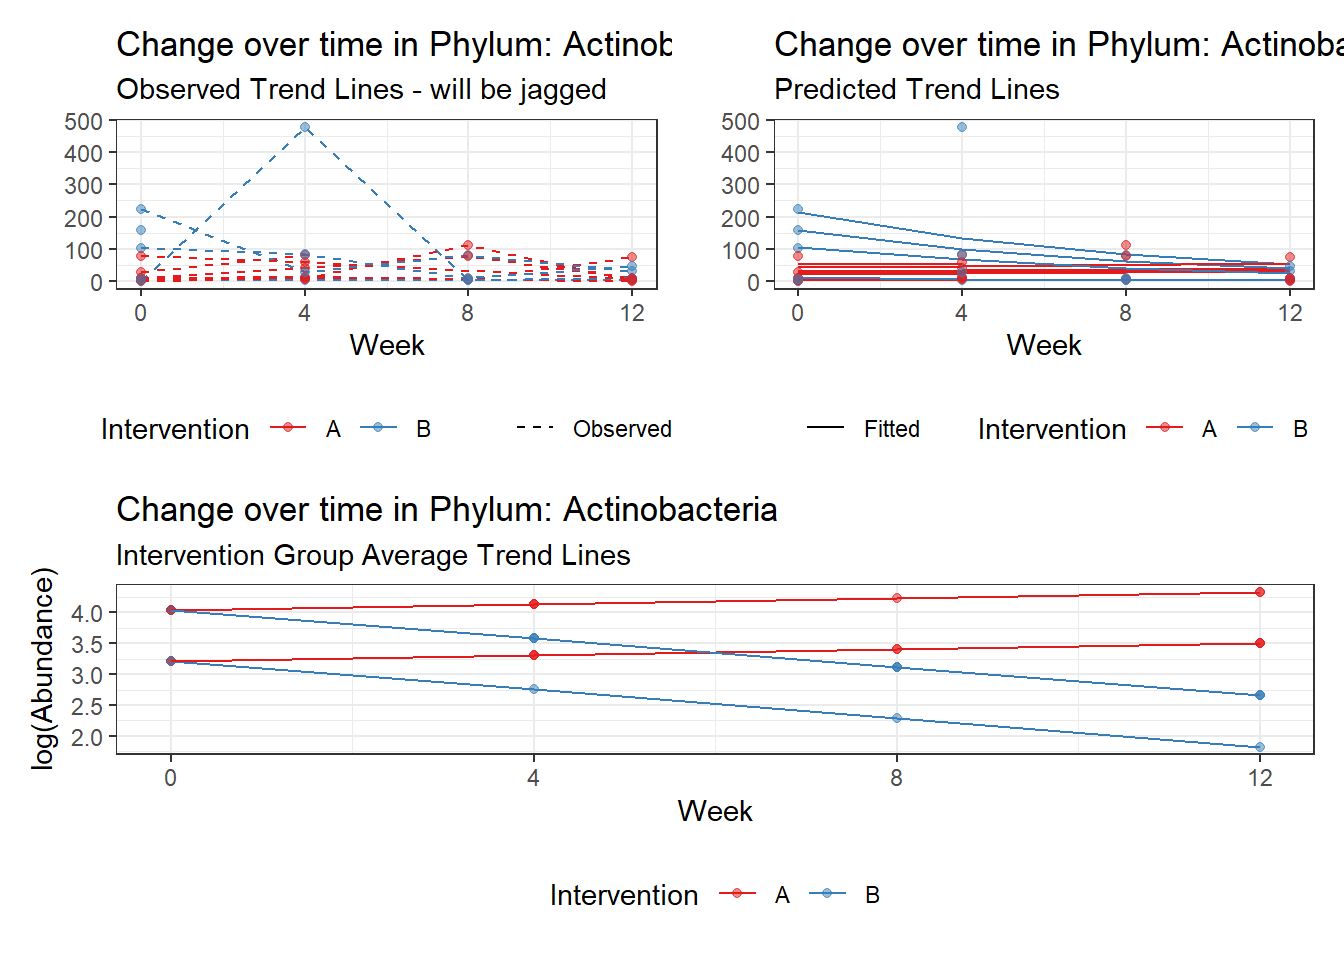 Change over time in Phylum: Actinob
Observed Trend Lines - will be jagged
500
400
300
200
100
0
0 4 8 12
Week
Intervention A B Observed
Change over time in Phylum: Actinoba
Predicted Trend Lines
500
400
300
200
100
0
0 4 8 12
Week
Fitted Intervention A B
Change over time in Phylum: Actinobacteria
Intervention Group Average Trend Lines
log(Abundance)
4.0
3.5
3.0
2.5
2.0
0 4 8 12
Week
Intervention A B